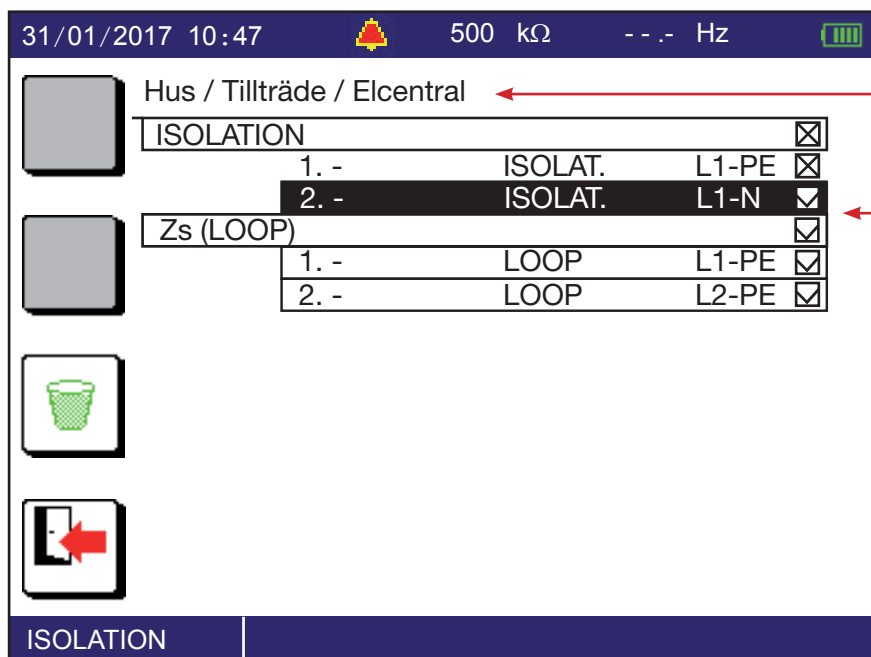 31/01/2017 10:47 500 kΩ - - .- Hz
Hus / Tillträde / Elcentral
ISOLATION
1. - ISOLAT. L1-PE
2. - ISOLAT. L1-N
Zs (LOOP)
1. - LOOP L1-PE
2. - LOOP L2-PE
ISOLATION